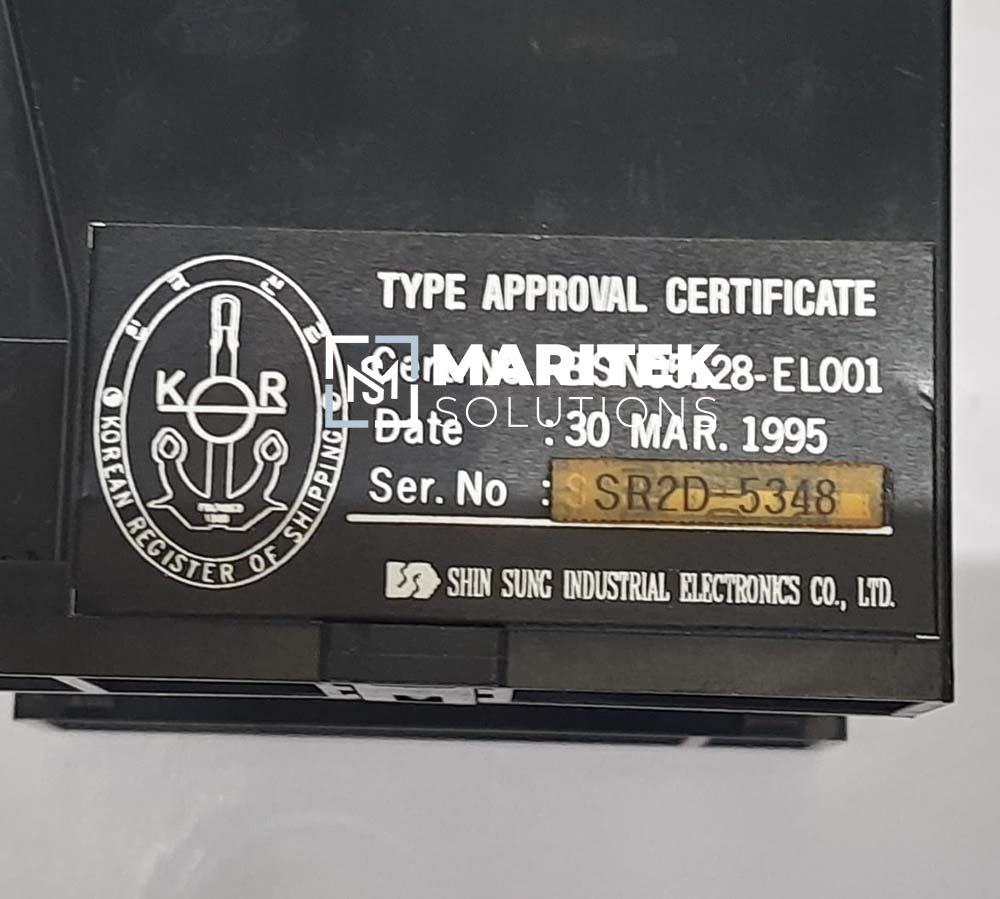 TYPE APPROVAL CERTIFICATE
-EL001
Date : 30 MAR. 1995
Ser. No : SR2D-5348
SHIN SUNG INDUSTRIAL ELECTRONICS CO., LTD.
K R
KOREAN REGISTER OF SHIPPING
MARITEK
SOLUTIONS